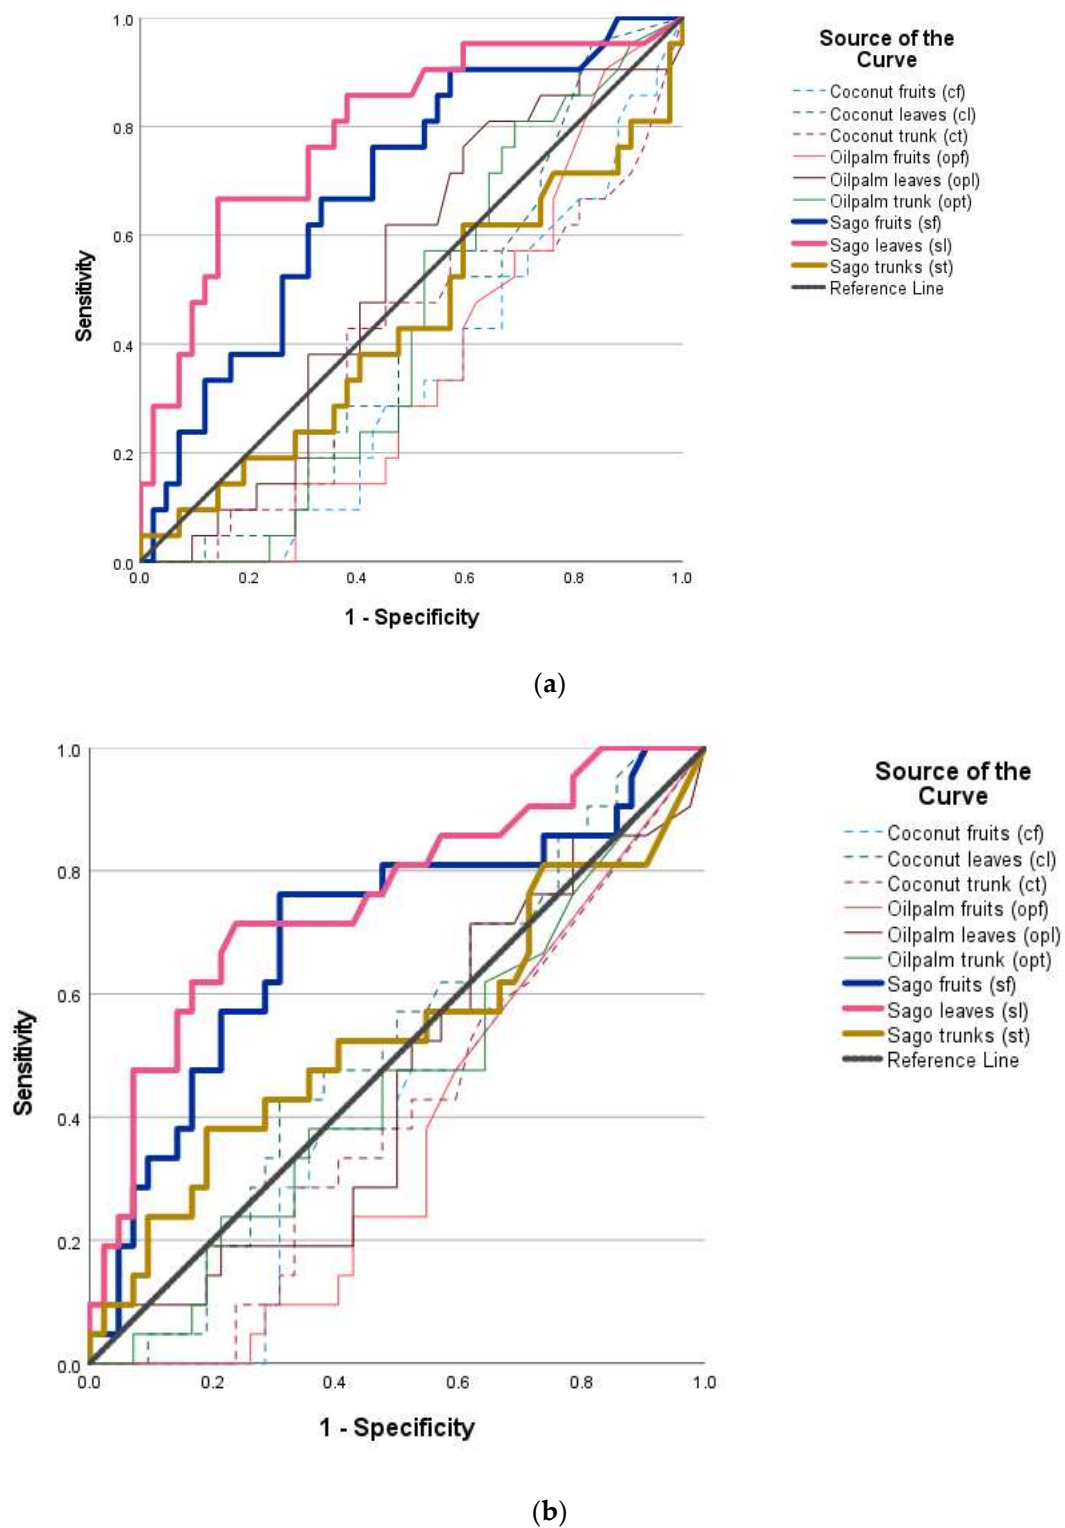 Source of the
Curve
Coconut fruits (cf)
Coconut leaves (cl)
Coconut trunk (ct)
Oilpalm fruits (opf)
Oilpalm leaves (opl)
Oilpalm trunk (opt)
Sago fruits (sf)
Sago leaves (sl)
Sago trunks (st)
Reference Line
1.0
0.8
0.6
0.4
0.2
0.0
Sensitivity
0.0 0.2 0.4 0.6 0.8 1.0
1 - Specificity
(a)
Source of the
Curve
Coconut fruits (cf)
Coconut leaves (cl)
Coconut trunk (ct)
Oilpalm fruits (opf)
Oilpalm leaves (opl)
Oilpalm trunk (opt)
Sago fruits (sf)
Sago leaves (sl)
Sago trunks (st)
Reference Line
1.0
0.8
0.6
0.4
0.2
0.0
Sensitivity
0.0 0.2 0.4 0.6 0.8 1.0
1 - Specificity
(b)